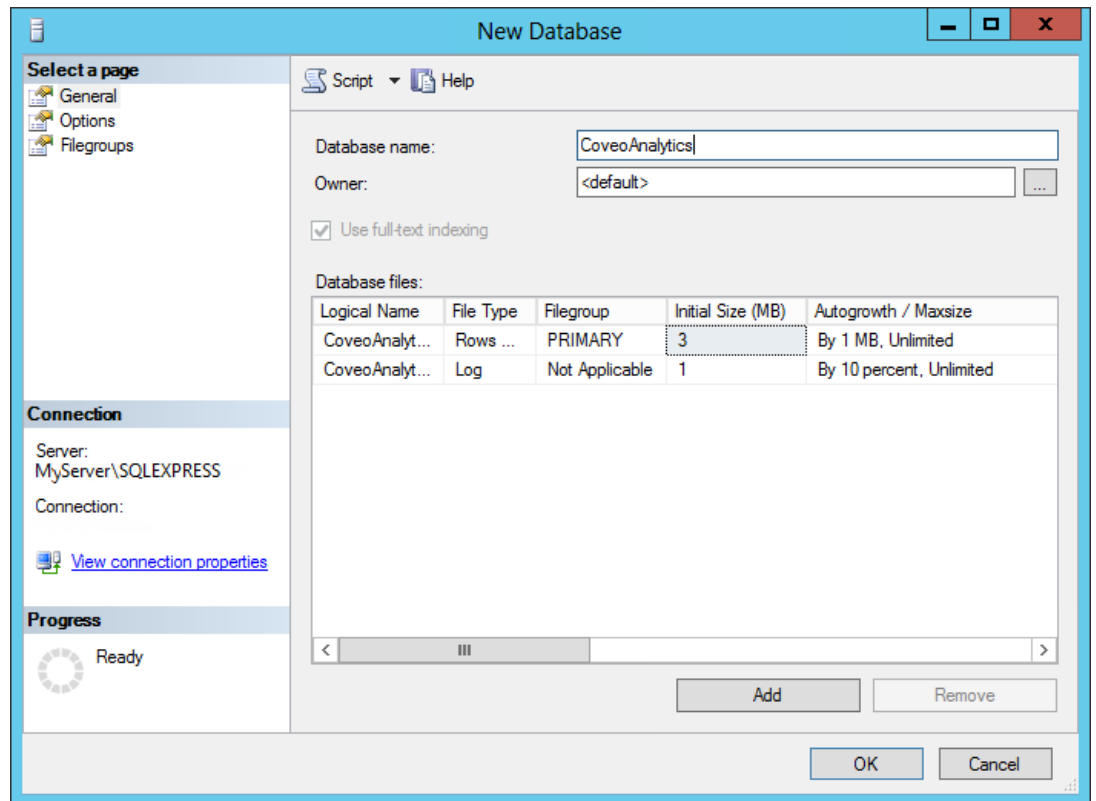 New Database
Select a page
General
Options
Filegroups
Script Help
Database name: CoveoAnalytics
Owner: <default> ...
Use full-text indexing
Database files:
Logical Name File Type Filegroup Initial Size (MB) Autogrowth / Maxsize
CoveoAnalyt... Rows ... PRIMARY 3 By 1 MB, Unlimited
CoveoAnalyt... Log Not Applicable 1 By 10 percent, Unlimited
Connection
Server:
MyServer\SQLEXPRESS
Connection:
View connection properties
Progress
Ready
Add Remove
OK Cancel